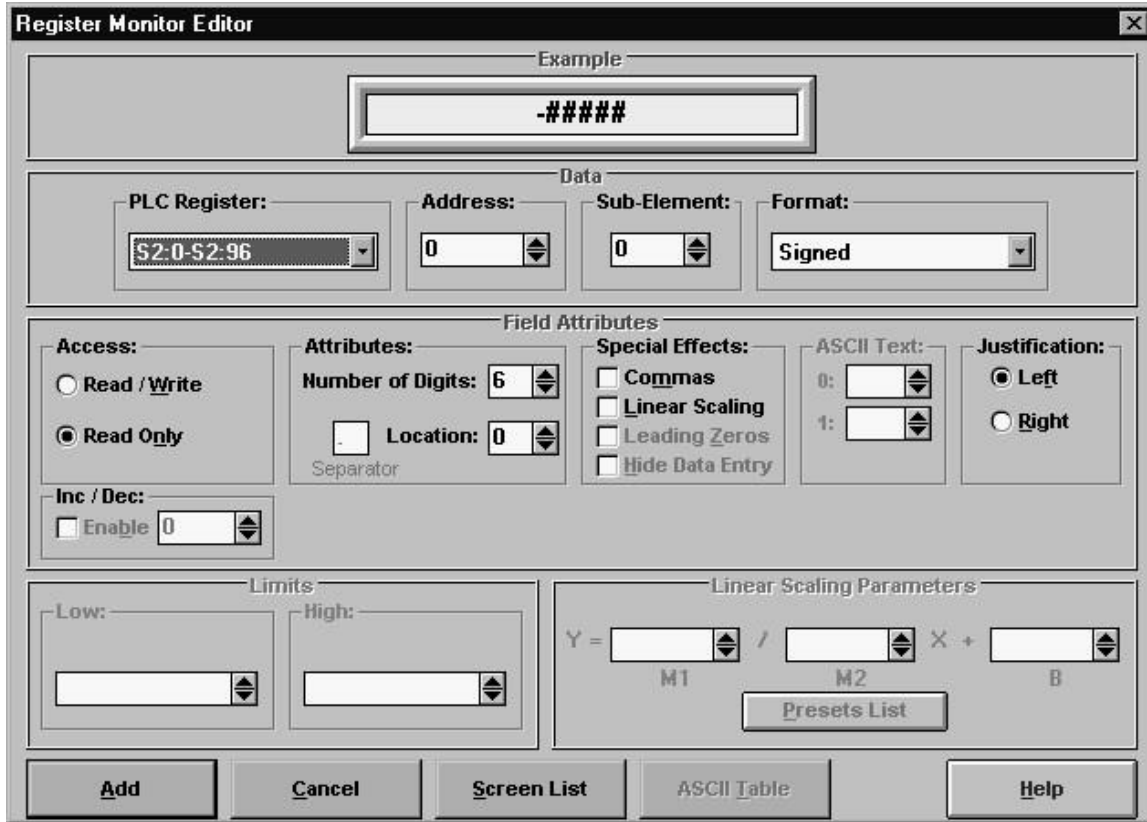 Register Monitor Editor
Example
-#####
Data
PLC Register: Address: Sub-Element: Format:
S2:0-S2:96 0 0 Signed
Field Attributes
Access: Attributes: Special Effects: ASCII Text: Justification:
Read / Write Number of Digits: 6 Commas 0: Left
Linear Scaling
Read Only . Location: 0 Leading Zeros 1: Right
Separator Hide Data Entry
Inc / Dec:
Enable 0
Limits Linear Scaling Parameters
Low: High:
Y = / X +
M1 M2 B
Presets List
Add Cancel Screen List ASCII Table Help